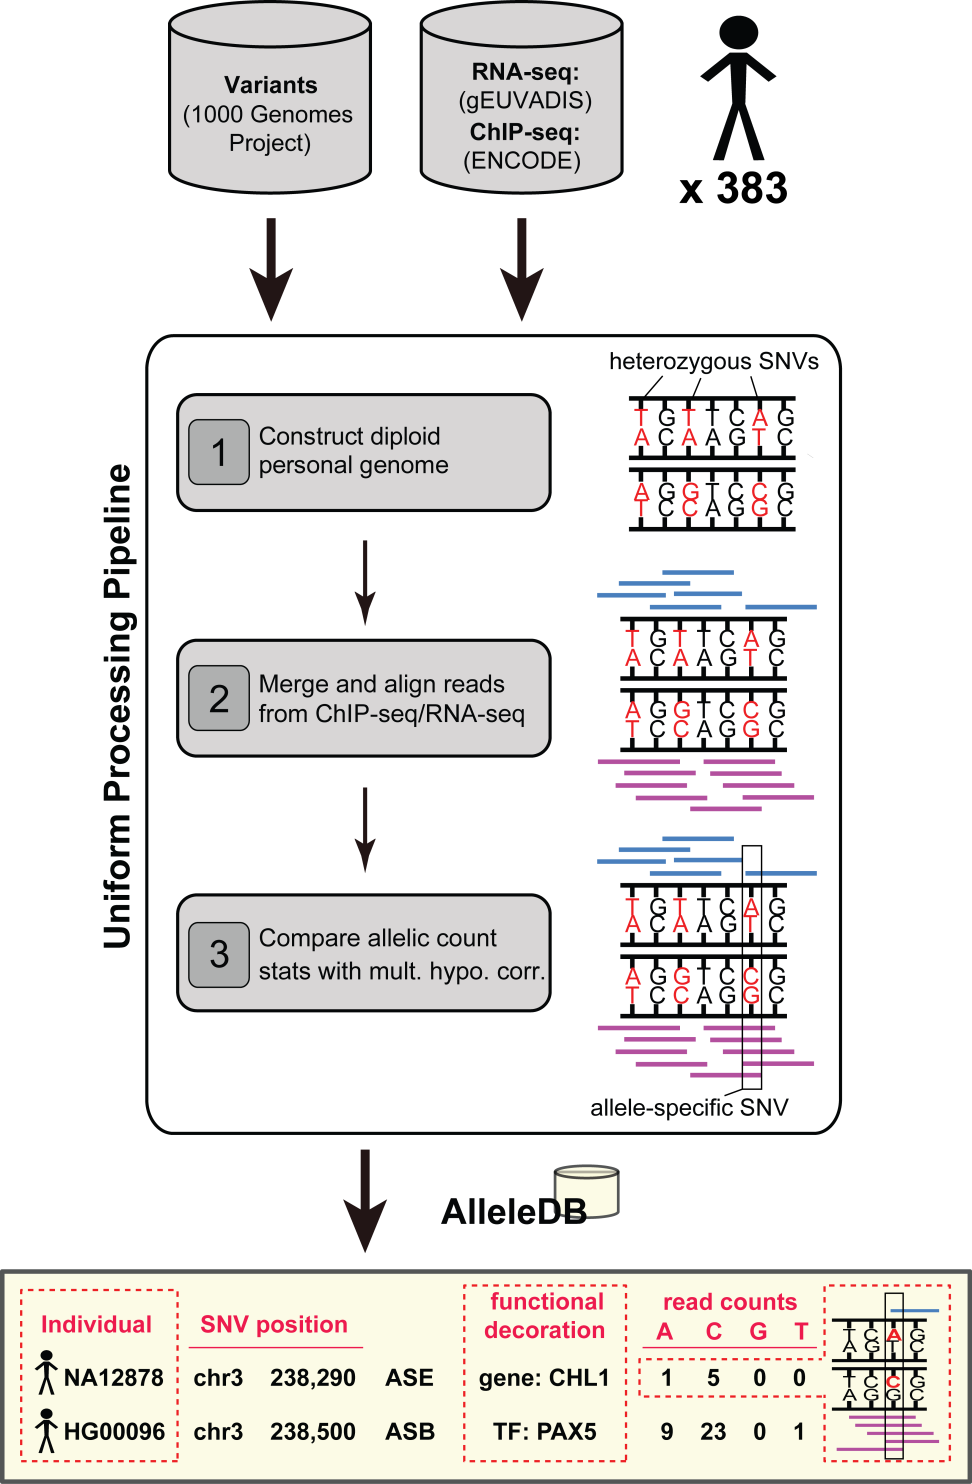 Variants
(1000 Genomes
Project)
RNA-seq:
(gEUVADIS)
ChIP-seq:
(ENCODE)
x 383
Uniform Processing Pipeline
heterozygous SNVs
1 Construct diploid
personal genome
T G T T C A G
A C A A G T C
A G G T C C G
T C C A G G C
2 Merge and align reads
from ChIP-seq/RNA-seq
T G T T C A G
A C A A G T C
A G G T C C G
T C C A G G C
3 Compare allelic count
stats with mult. hypo. corr.
T G T T C A G
A C A A G T C
A G G T C C G
T C C A G G C
allele-specific SNV
AlleleDB
Individual SNV position functional decoration read counts
A C G T
NA12878 chr3 238,290 ASE gene: CHL1 1 5 0 0
HG00096 chr3 238,500 ASB TF: PAX5 9 23 0 1
T C A G
A G T C
T C C G
A G G C